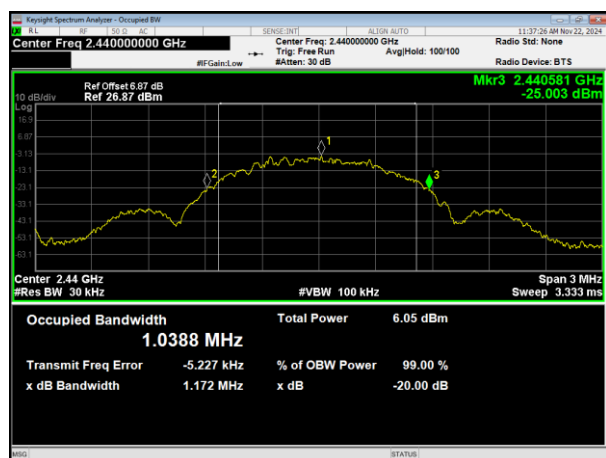 Keysight Spectrum Analyzer - Occupied BW
RL RF 50 Ω AC SENSE:INT ALIGN AUTO 11:37:26 AM Nov 22, 2024
Center Freq 2.440000000 GHz Center Freq: 2.440000000 GHz Radio Std: None
Trig: Free Run Avg|Hold: 100/100
#IFGain:Low #Atten: 30 dB Radio Device: BTS
Ref Offset 6.87 dB Mkr3 2.440581 GHz
10 dB/div Ref 26.87 dBm -25.003 dBm
Log
16.9
6.87
-3.13
-13.1
-23.1
-33.1
-43.1
-53.1
-63.1
1
2
3
Center 2.44 GHz Span 3 MHz
#Res BW 30 kHz #VBW 100 kHz Sweep 3.333 ms
Occupied Bandwidth Total Power 6.05 dBm
1.0388 MHz
Transmit Freq Error -5.227 kHz % of OBW Power 99.00 %
x dB Bandwidth 1.172 MHz x dB -20.00 dB
MSG STATUS